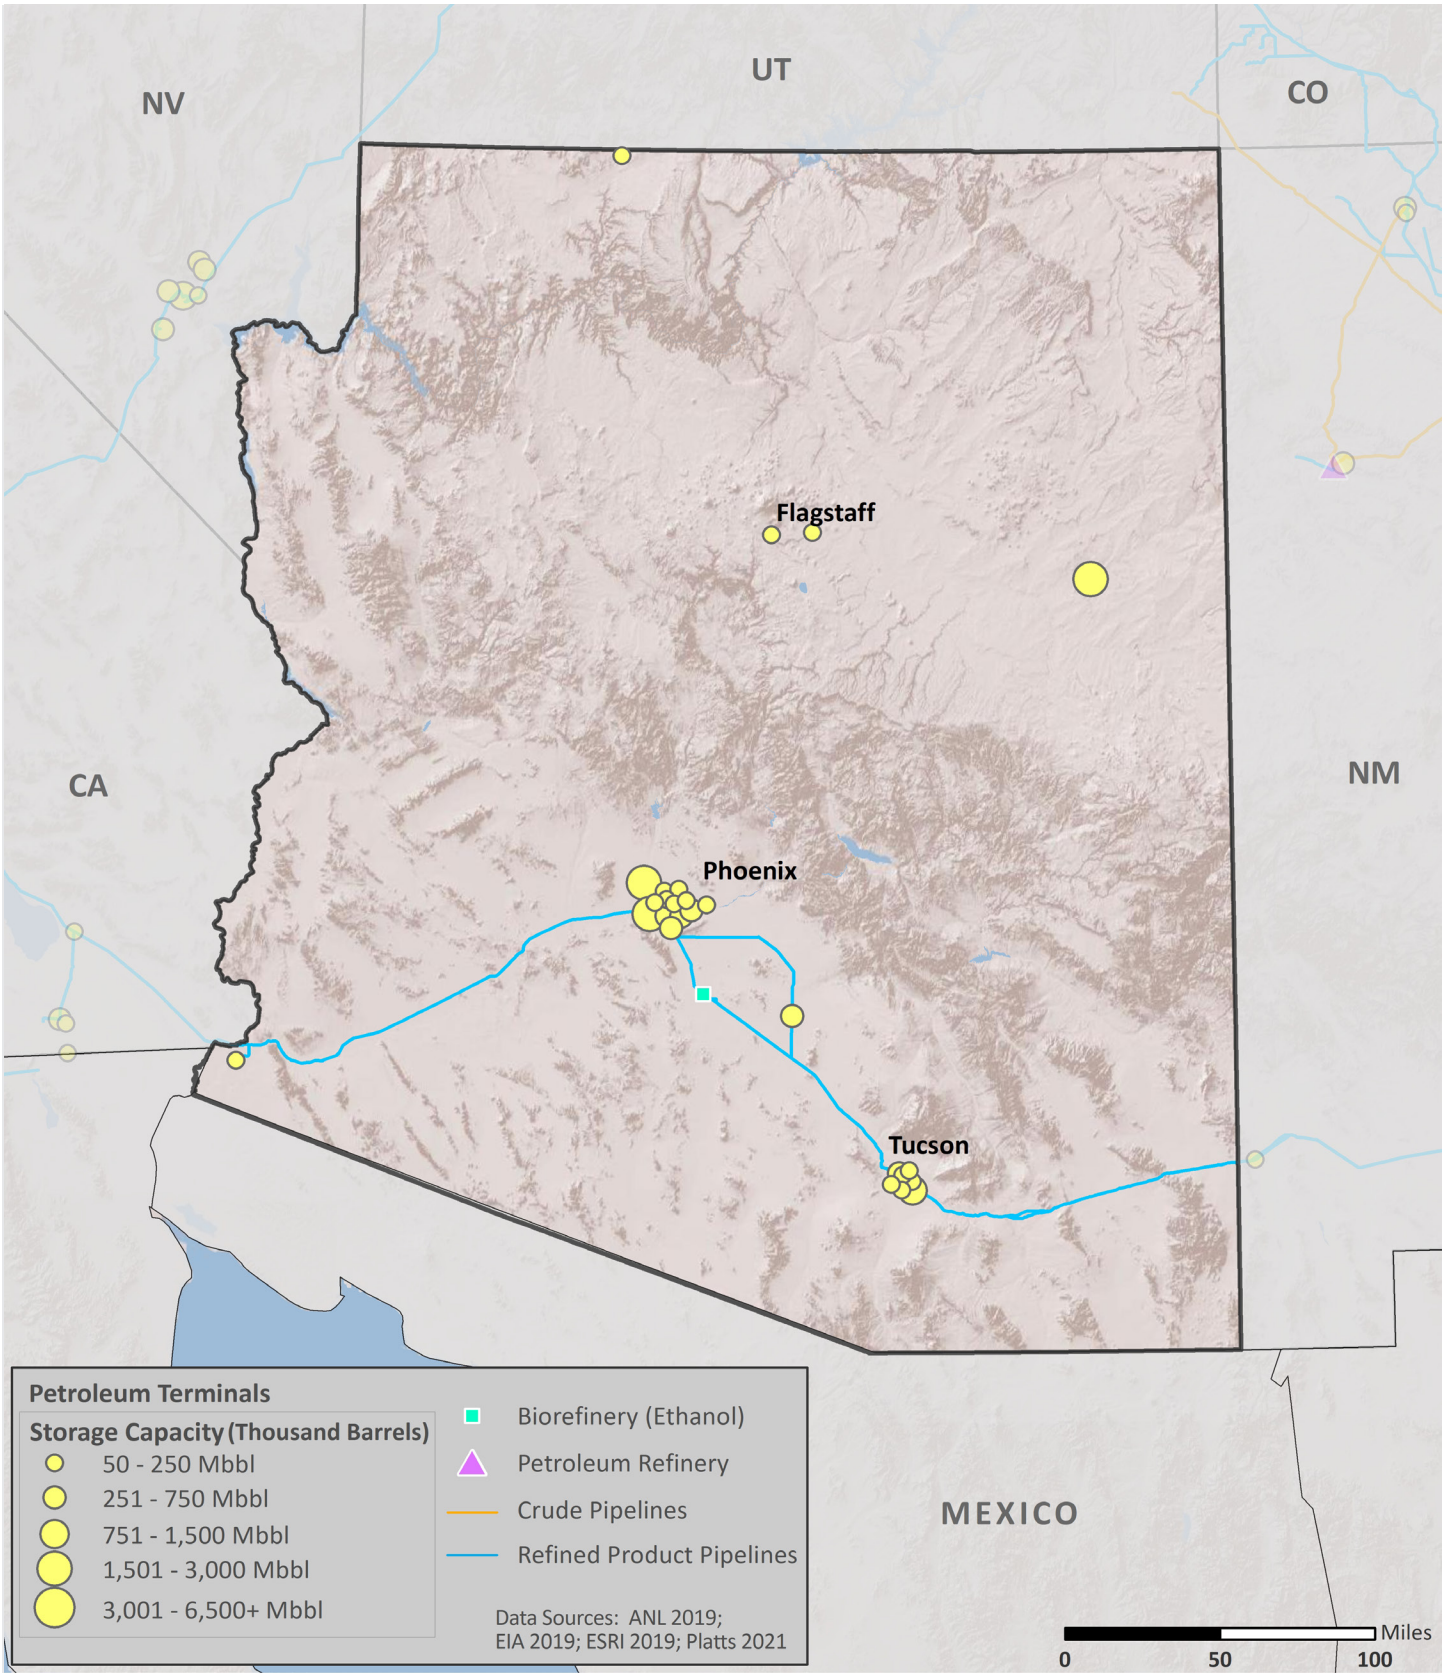 UT
CO
NV
Flagstaff
NM
CA
Phoenix
Tucson
MEXICO
Petroleum Terminals
Storage Capacity (Thousand Barrels)
50 - 250 Mbbl
251 - 750 Mbbl
751 - 1,500 Mbbl
1,501 - 3,000 Mbbl
3,001 - 6,500+ Mbbl
Biorefinery (Ethanol)
Petroleum Refinery
Crude Pipelines
Refined Product Pipelines
Data Sources: ANL 2019;
EIA 2019; ESRI 2019; Platts 2021
Miles
0 50 100